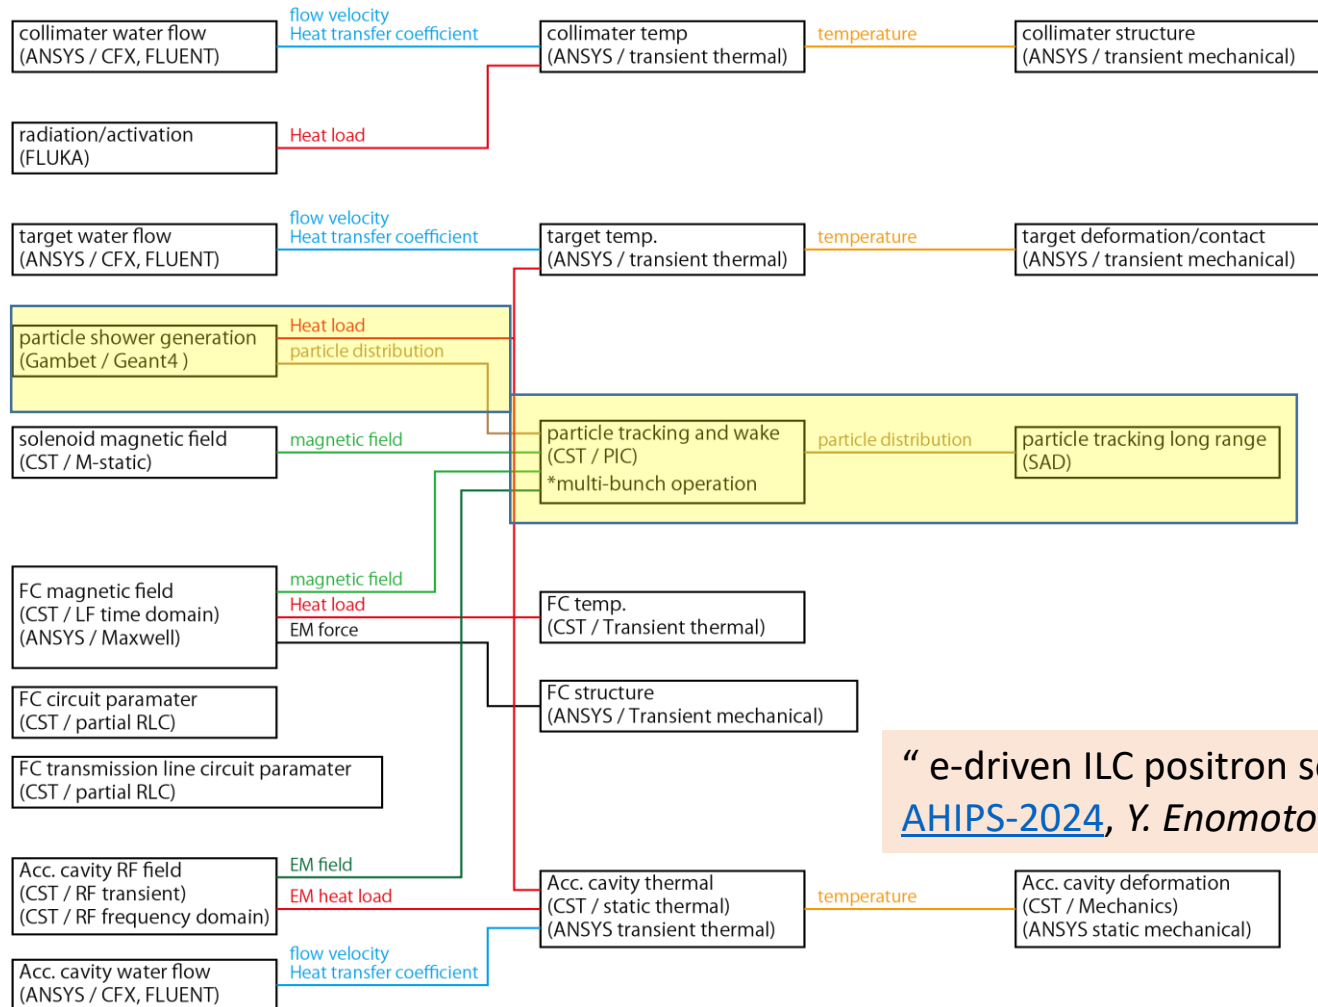 collimater water flow
(ANSYS / CFX, FLUENT)
flow velocity
Heat transfer coefficient
collimater temp
(ANSYS / transient thermal)
temperature
collimater structure
(ANSYS / transient mechanical)
radiation/activation
(FLUKA)
Heat load
target water flow
(ANSYS / CFX, FLUENT)
flow velocity
Heat transfer coefficient
target temp.
(ANSYS / transient thermal)
temperature
target deformation/contact
(ANSYS / transient mechanical)
particle shower generation
(Gambet / Geant4 )
Heat load
particle distribution
solenoid magnetic field
(CST / M-static)
magnetic field
particle tracking and wake
(CST / PIC)
*multi-bunch operation
particle distribution
particle tracking long range
(SAD)
FC magnetic field
(CST / LF time domain)
(ANSYS / Maxwell)
magnetic field
Heat load
EM force
FC temp.
(CST / Transient thermal)
FC circuit paramater
(CST / partial RLC)
FC structure
(ANSYS / Transient mechanical)
FC transmission line circuit paramater
(CST / partial RLC)
“ e-driven ILC positron
AHIPS-2024, Y. Enomoto
Acc. cavity RF field
(CST / RF transient)
(CST / RF frequency domain)
EM field
EM heat load
Acc. cavity thermal
(CST / static thermal)
(ANSYS transient thermal)
temperature
Acc. cavity deformation
(CST / Mechanics)
(ANSYS static mechanical)
Acc. cavity water flow
(ANSYS / CFX, FLUENT)
flow velocity
Heat transfer coefficient